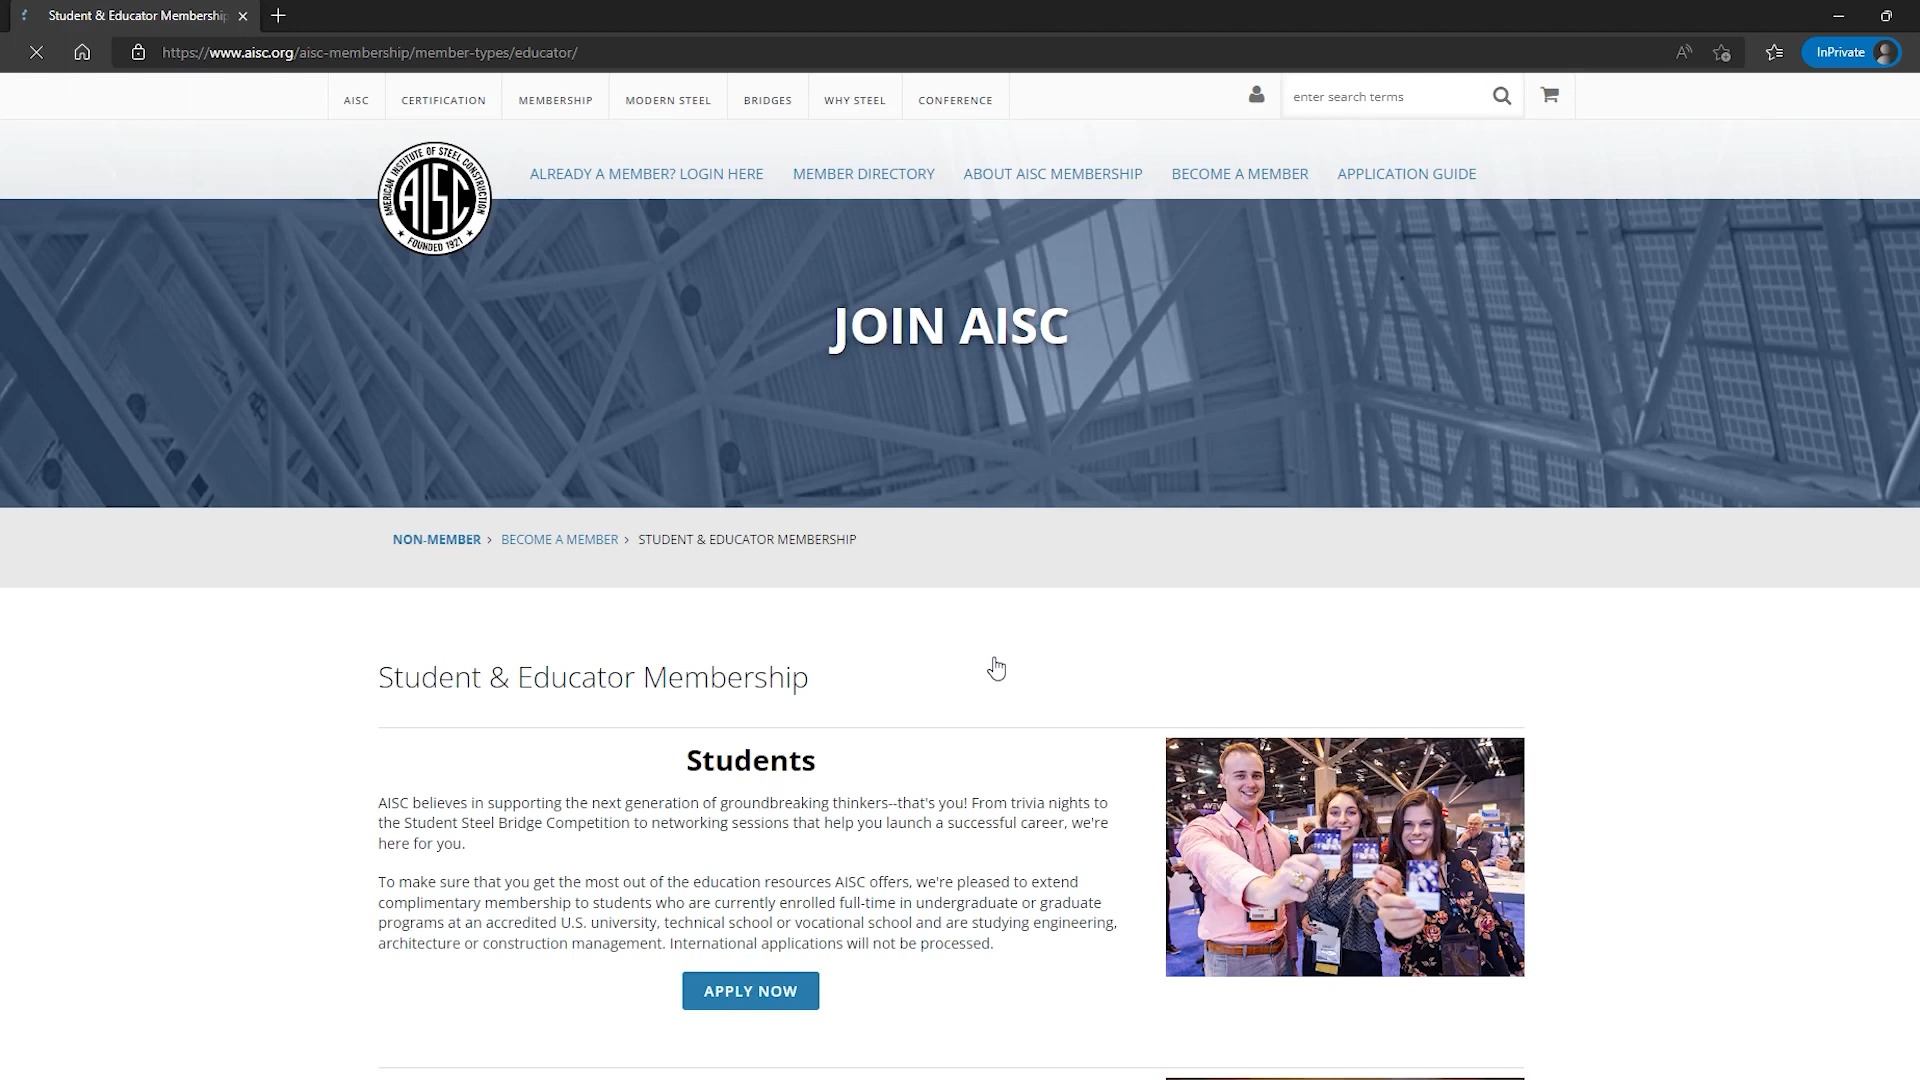 Student & Educator Membership
https://www.aisc.org/aisc-membership/member-types/educator/
InPrivate
AISC
CERTIFICATION
MEMBERSHIP
MODERN STEEL
BRIDGES
WHY STEEL
CONFERENCE
enter search terms
AMERICAN INSTITUTE OF STEEL CONSTRUCTION
AISC
FOUNDED 1921
ALREADY A MEMBER? LOGIN HERE
MEMBER DIRECTORY
ABOUT AISC MEMBERSHIP
BECOME A MEMBER
APPLICATION GUIDE
JOIN AISC
NON-MEMBER > BECOME A MEMBER > STUDENT & EDUCATOR MEMBERSHIP
Student & Educator Membership
Students
AISC believes in supporting the next generation of groundbreaking thinkers--that's you! From trivia nights to
the Student Steel Bridge Competition to networking sessions that help you launch a successful career, we're
here for you.
To make sure that you get the most out of the education resources AISC offers, we're pleased to extend
complimentary membership to students who are currently enrolled full-time in undergraduate or graduate
programs at an accredited U.S. university, technical school or vocational school and are studying engineering,
architecture or construction management. International applications will not be processed.
APPLY NOW